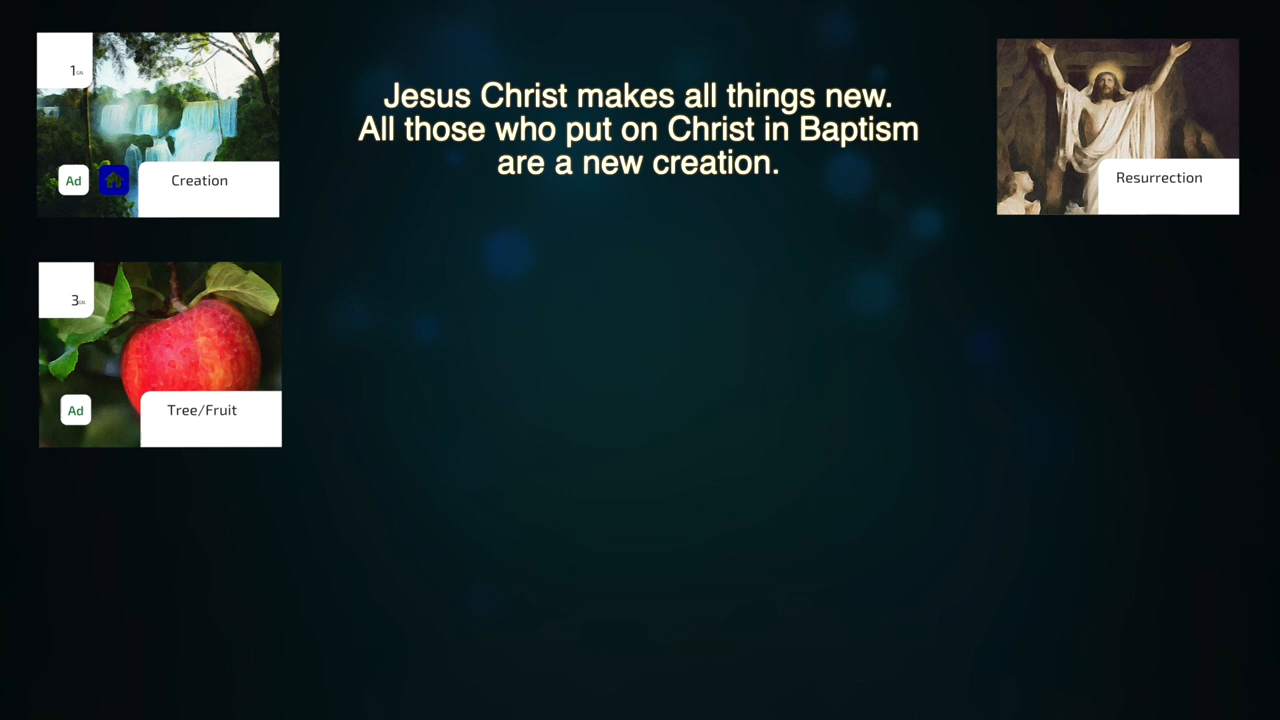 1
Ad
Creation
Jesus Christ makes all things new.
All those who put on Christ in Baptism
are a new creation.
Resurrection
3
Ad
Tree/Fruit